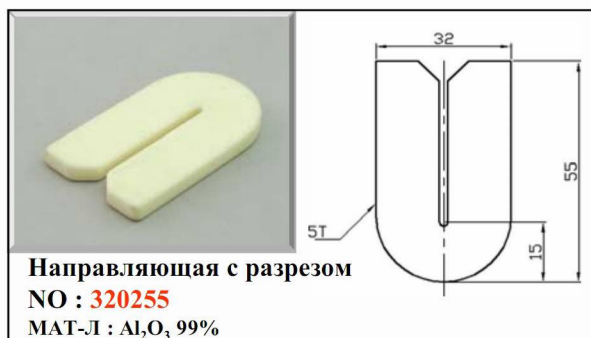 32
55
5T
15
Направляющая с разрезом
NO : 320255
МАТ-Л : Al₂O₃ 99%